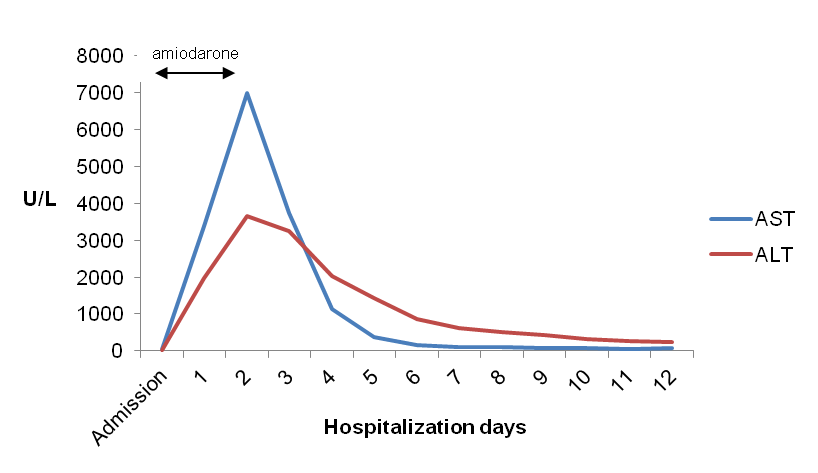 amiodarone
8000
7000
6000
5000
4000
3000
2000
1000
0
U/L
AST
ALT
Admission 1 2 3 4 5 6 7 8 9 10 11 12
Hospitalization days